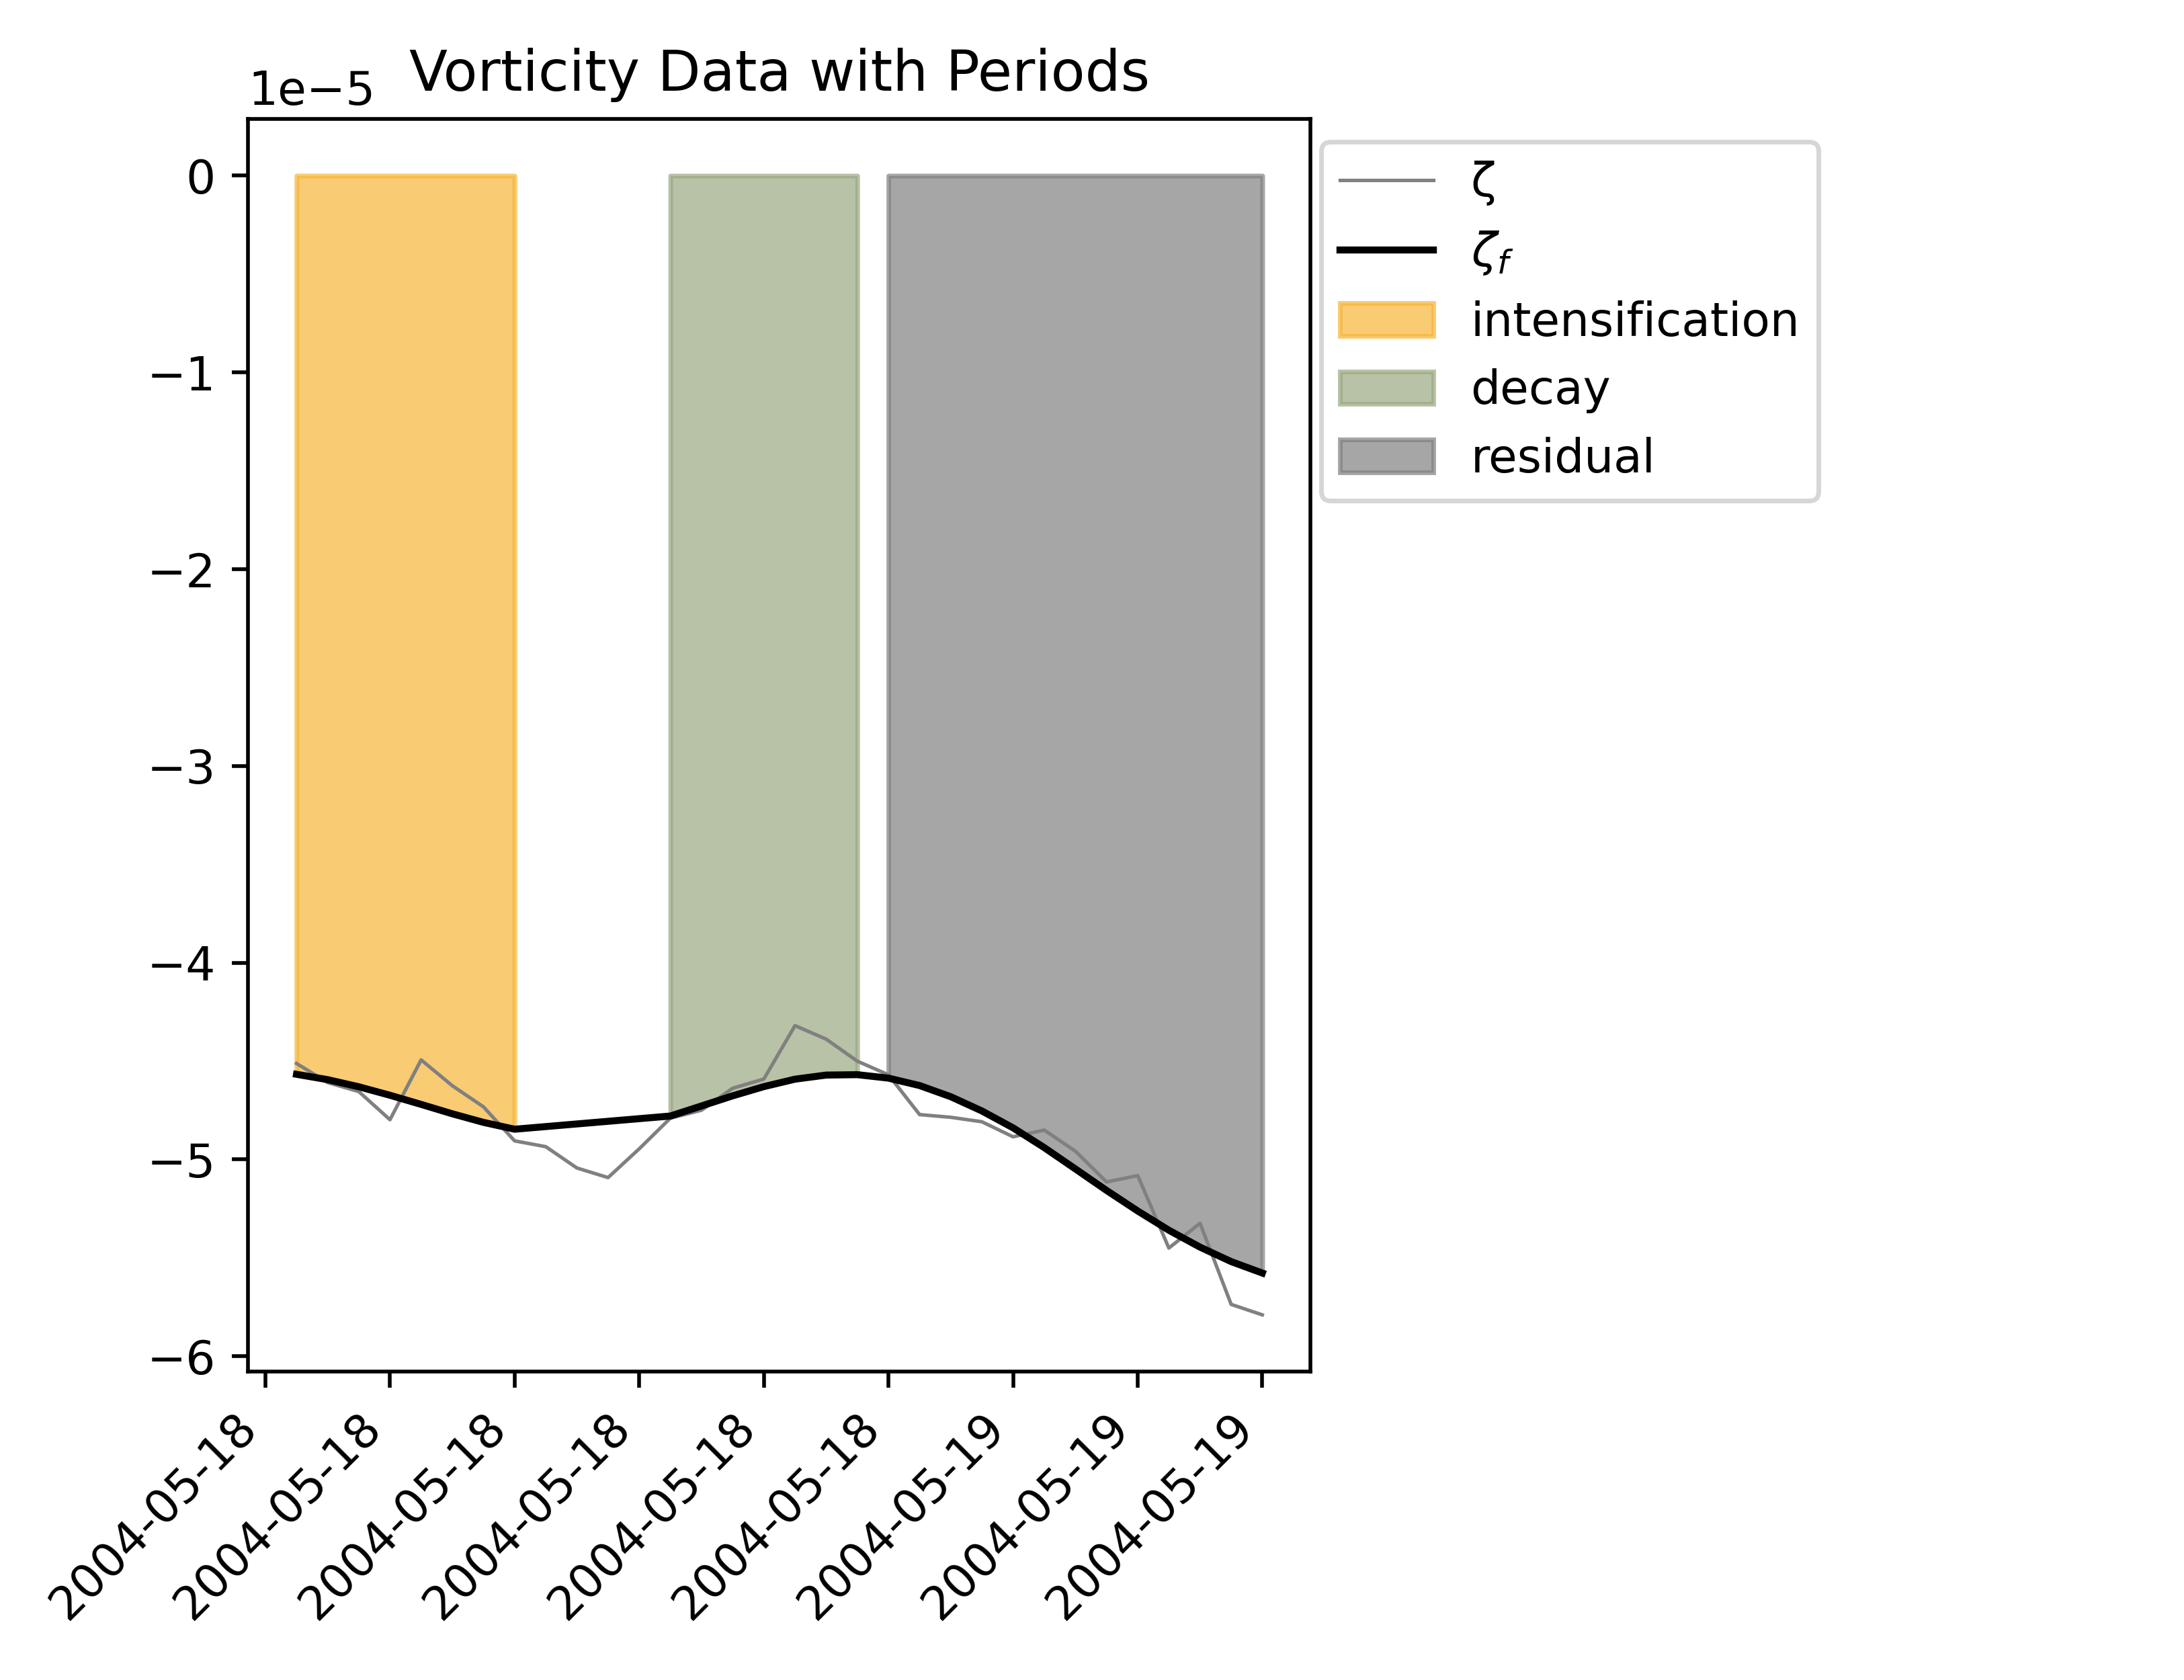 Vorticity Data with Periods
1e−5
0
−1
−2
−3
−4
−5
−6
2004-05-18
2004-05-18
2004-05-18
2004-05-18
2004-05-18
2004-05-18
2004-05-19
2004-05-19
2004-05-19
ζ
ζf
intensification
decay
residual